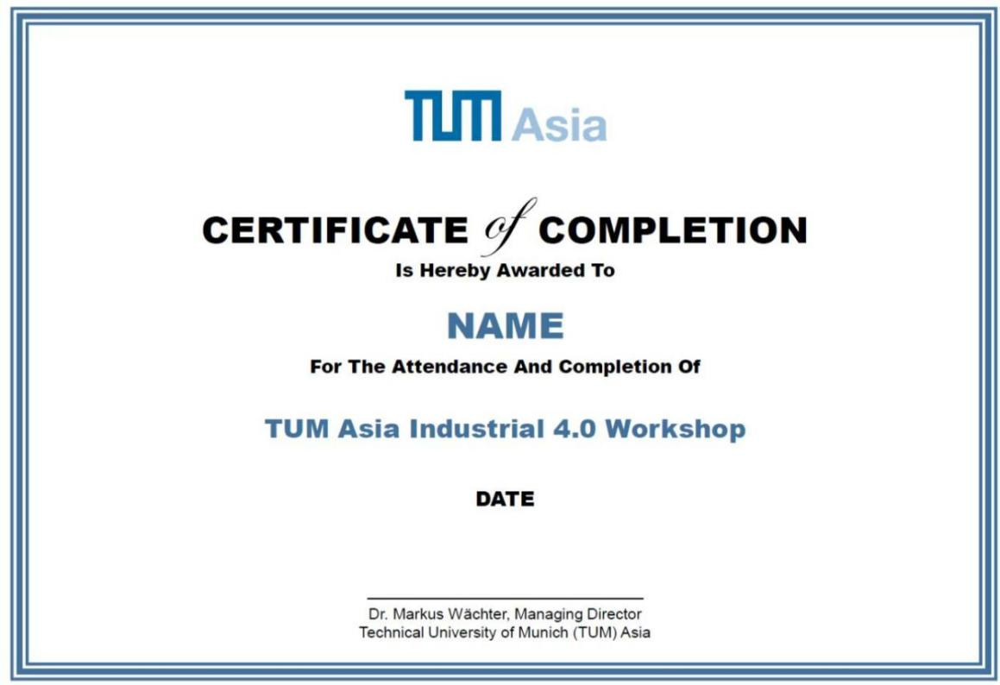 TUM Asia
CERTIFICATE of COMPLETION
Is Hereby Awarded To
NAME
For The Attendance And Completion Of
TUM Asia Industrial 4.0 Workshop
DATE
Dr. Markus Wächter, Managing Director
Technical University of Munich (TUM) Asia